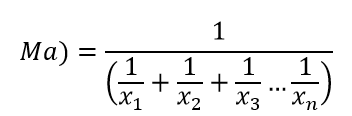 Ma) = 1 / (1/x₁ + 1/x₂ + 1/x₃ ... 1/xₙ)